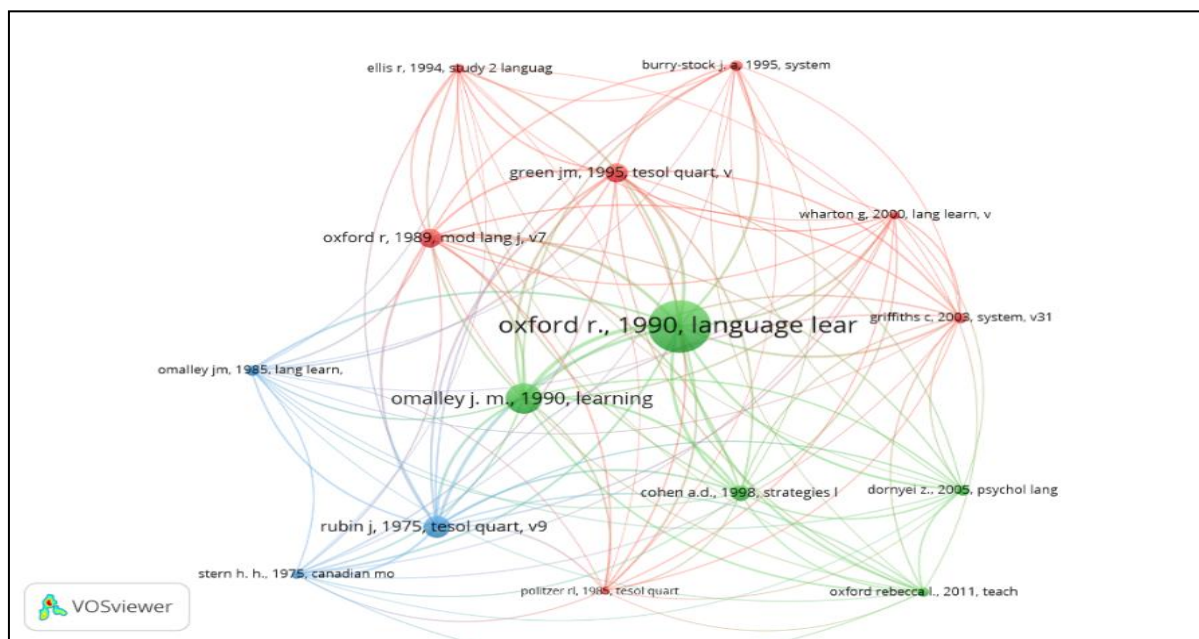 ellis r, 1994, study 2 languag
burry-stock j. a, 1995, system
green jm, 1995, tesol quart, v
wharton g, 2000, lang learn, v
oxford r, 1989, mod lang j, v7
oxford r., 1990, language lear
griffiths c, 2003, system, v31
omalley jm, 1985, lang learn,
omalley j. m., 1990, learning
cohen a.d., 1998, strategies l
dornyei z., 2005, psychol lang
rubin j, 1975, tesol quart, v9
stern h. h., 1975, canadian mo
politzer rl, 1985, tesol quart
oxford rebecca l., 2011, teach
VOSviewer